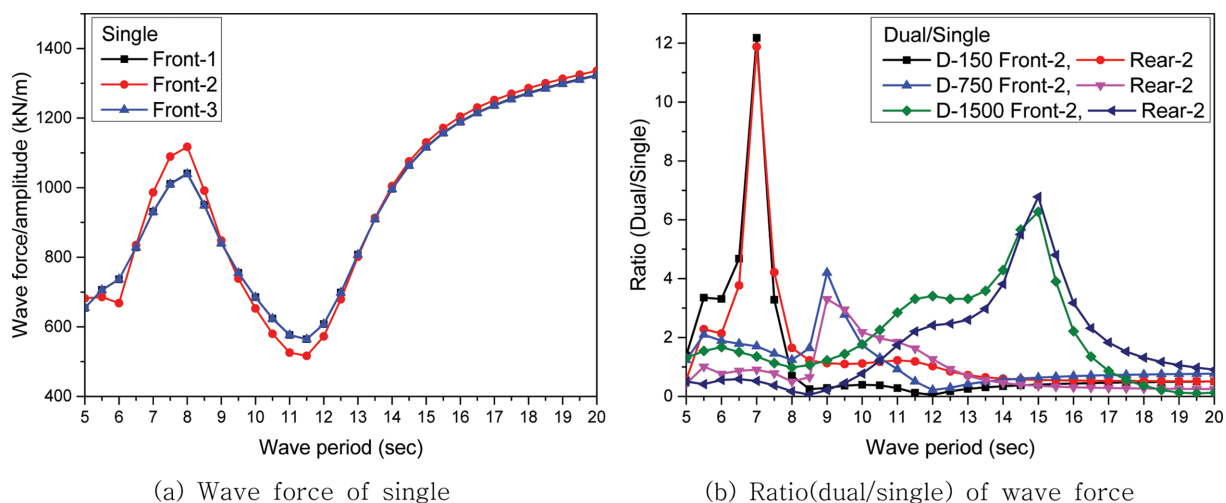 Single
Front-1
Front-2
Front-3
Wave force/amplitude (kN/m)
1400
1200
1000
800
600
400
5 6 7 8 9 10 11 12 13 14 15 16 17 18 19 20
Wave period (sec)
(a) Wave force of single
Dual/Single
D-150 Front-2, Rear-2
D-750 Front-2, Rear-2
D-1500 Front-2, Rear-2
Ratio (Dual/Single)
12
10
8
6
4
2
0
5 6 7 8 9 10 11 12 13 14 15 16 17 18 19 20
Wave period (sec)
(b) Ratio(dual/single) of wave force